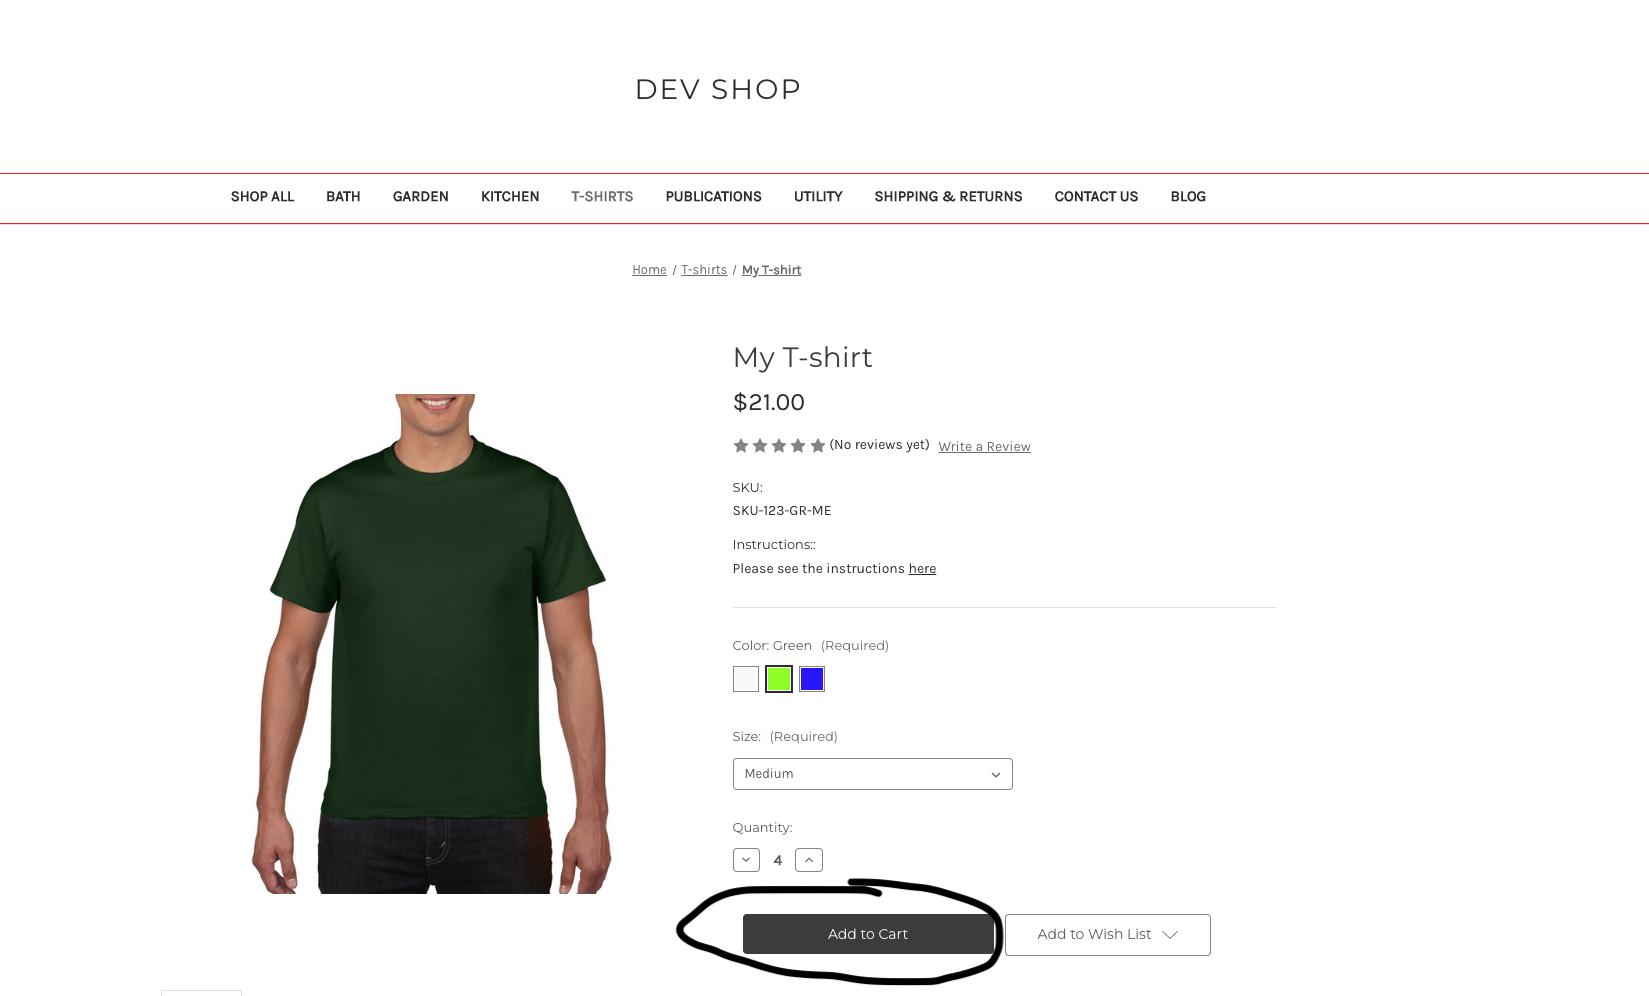 DEV SHOP
SHOP ALL BATH GARDEN KITCHEN T-SHIRTS PUBLICATIONS UTILITY SHIPPING & RETURNS CONTACT US BLOG
Home / T-shirts / My T-shirt
My T-shirt
$21.00
(No reviews yet) Write a Review
SKU:
SKU-123-GR-ME
Instructions::
Please see the instructions here
Color: Green (Required)
Size: (Required)
Medium
Quantity:
4
Add to Cart Add to Wish List